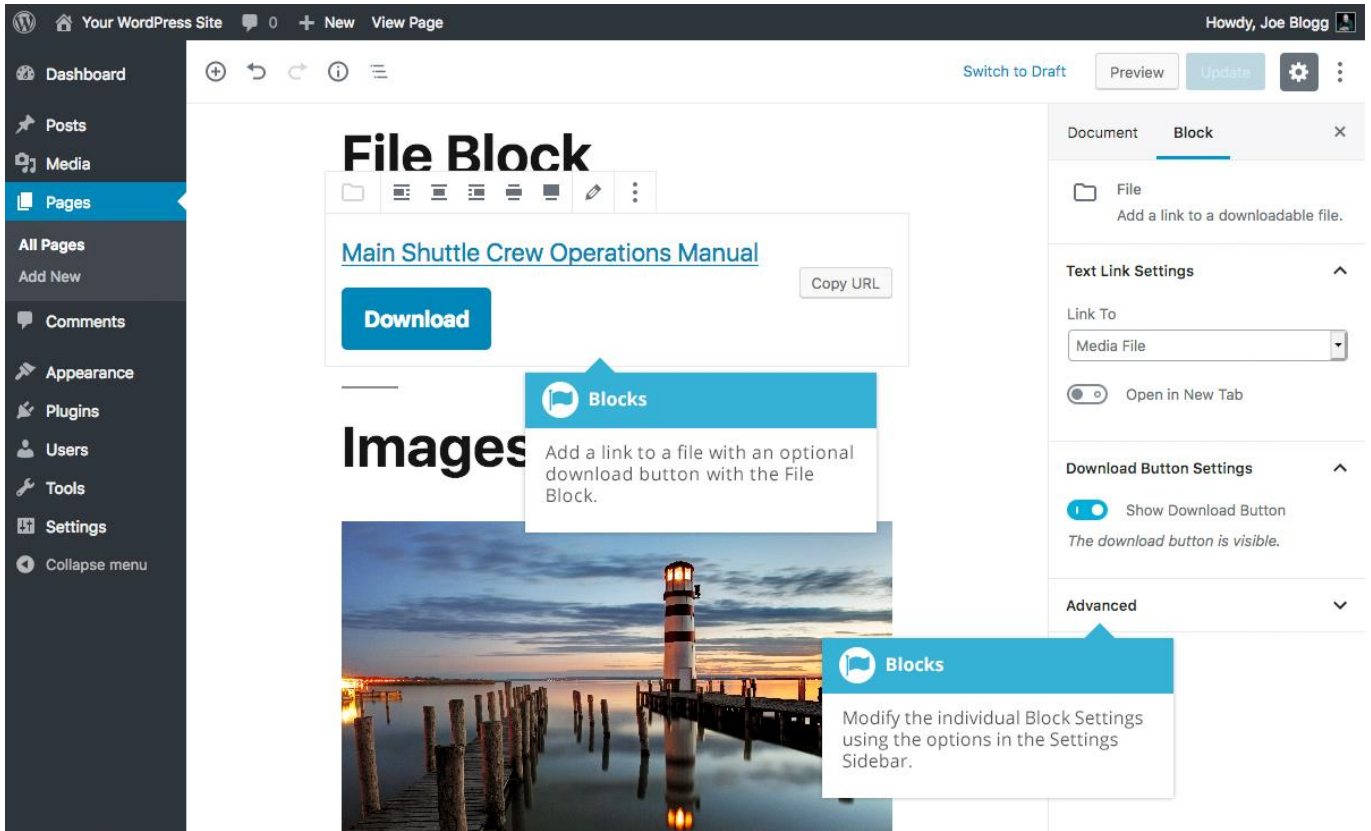 Your WordPress Site 0 New View Page Howdy, Joe Blogg
Dashboard
Posts
Media
Pages
All Pages
Add New
Comments
Appearance
Plugins
Users
Tools
Settings
Collapse menu
Switch to Draft Preview Update
File Block
Main Shuttle Crew Operations Manual
Copy URL
Download
Blocks
Add a link to a file with an optional
download button with the File
Block.
Images
Document Block
File
Add a link to a downloadable file.
Text Link Settings
Link To
Media File
Open in New Tab
Download Button Settings
Show Download Button
The download button is visible.
Advanced
Blocks
Modify the individual Block Settings
using the options in the Settings
Sidebar.